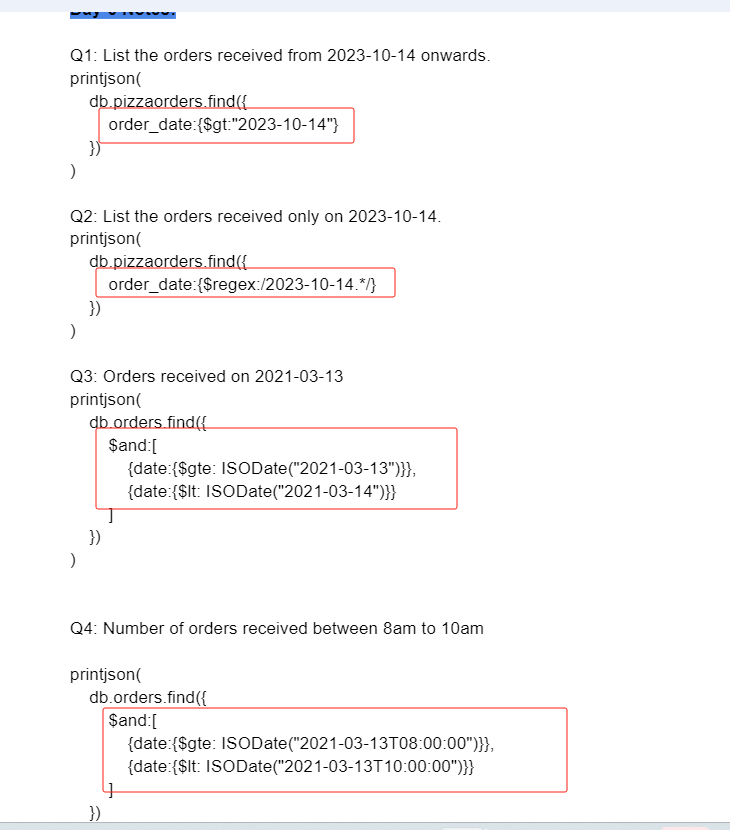 Q1: List the orders received from 2023-10-14 onwards.
printjson(
db.pizzaorders.find({
order_date:{$gt:"2023-10-14"}
})
)
Q2: List the orders received only on 2023-10-14.
printjson(
db.pizzaorders.find({
order_date:{$regex:/2023-10-14.*/}
})
)
Q3: Orders received on 2021-03-13
printjson(
db.orders.find({
$and:[
{date:{$gte: ISODate("2021-03-13")}},
{date:{$lt: ISODate("2021-03-14")}}
]
})
)
Q4: Number of orders received between 8am to 10am
printjson(
db.orders.find({
$and:[
{date:{$gte: ISODate("2021-03-13T08:00:00")}},
{date:{$lt: ISODate("2021-03-13T10:00:00")}}
]
})